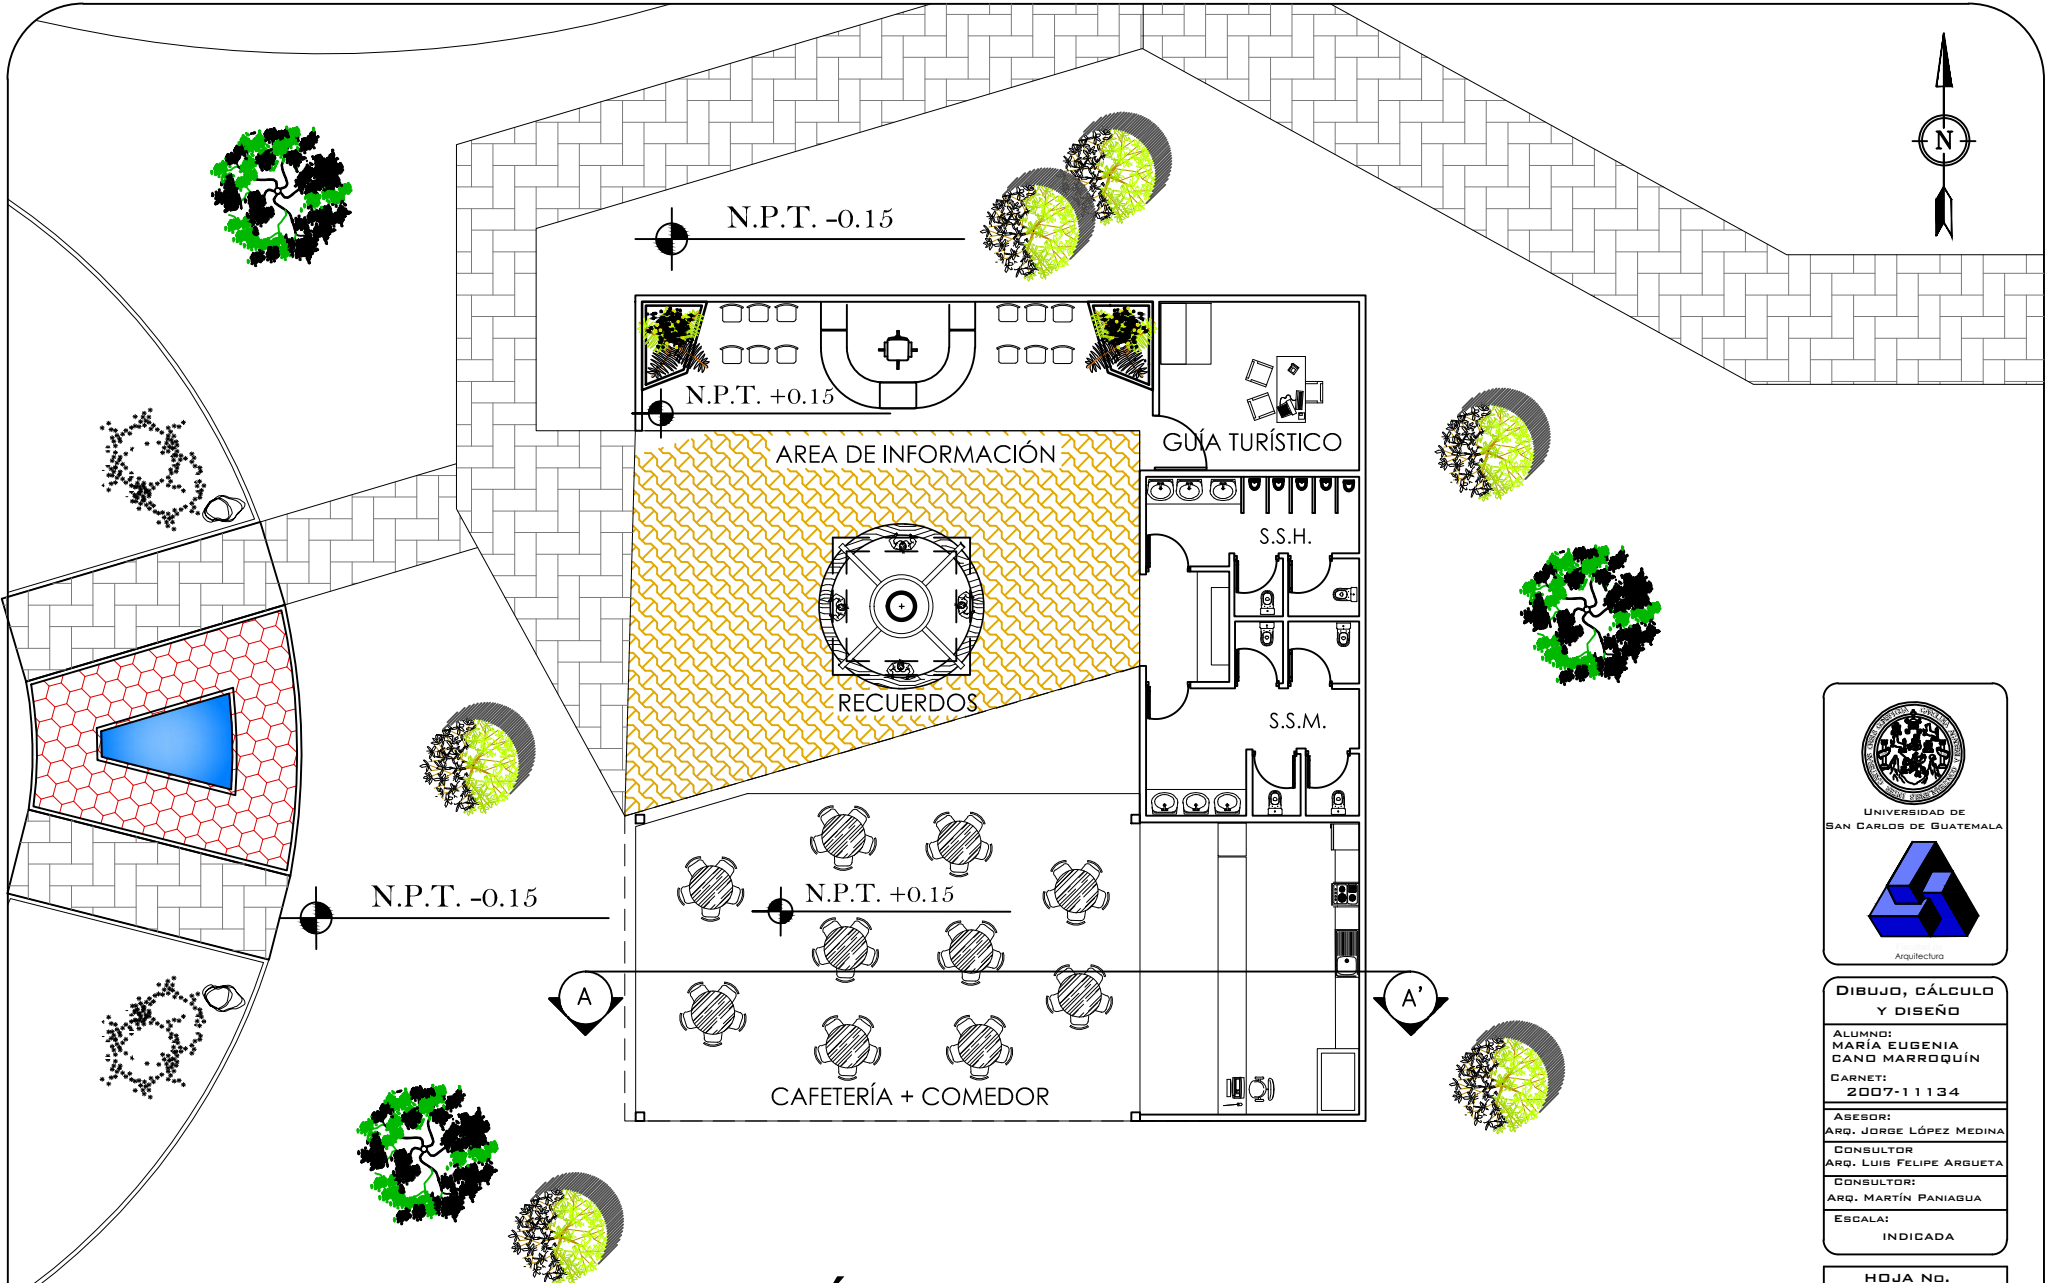 N
N.P.T. -0.15
N.P.T. +0.15
AREA DE INFORMACIÓN
GUÍA TURÍSTICO
S.S.H.
RECUERDOS
S.S.M.
N.P.T. -0.15
N.P.T. +0.15
A
A'
CAFETERÍA + COMEDOR
UNIVERSIDAD DE
SAN CARLOS DE GUATEMALA
Arquitectura
DIBUJO, CÁLCULO
Y DISEÑO
ALUMNO:
MARÍA EUGENIA
CANO MARROQUÍN
CARNET:
2007-11134
ASESOR:
ARQ. JORGE LÓPEZ MEDINA
CONSULTOR
ARQ. LUIS FELIPE ARGUETA
CONSULTOR:
ARQ. MARTÍN PANIAGUA
ESCALA:
INDICADA
HOJA No.